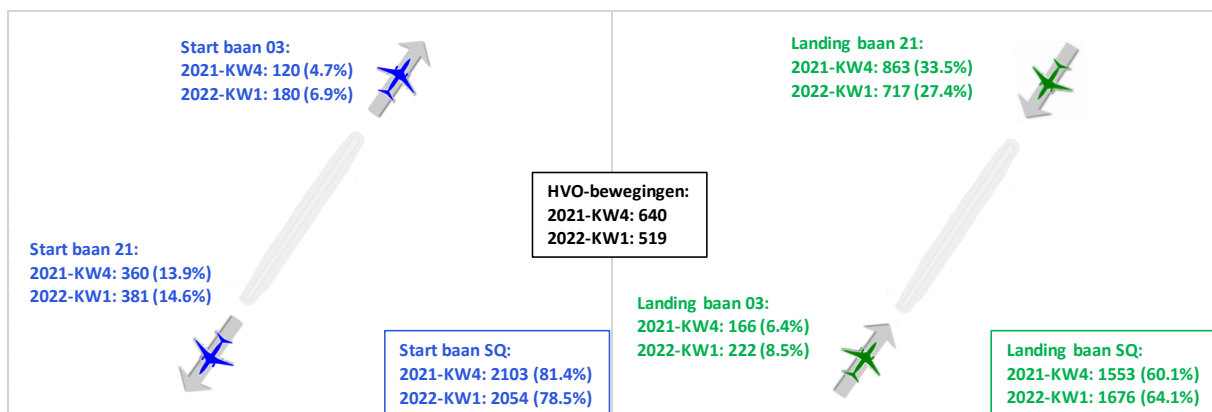 Start baan 03:
2021-KW4: 120 (4.7%)
2022-KW1: 180 (6.9%)
Start baan 21:
2021-KW4: 360 (13.9%)
2022-KW1: 381 (14.6%)
Start baan SQ:
2021-KW4: 2103 (81.4%)
2022-KW1: 2054 (78.5%)
HVO-bewegingen:
2021-KW4: 640
2022-KW1: 519
Landing baan 21:
2021-KW4: 863 (33.5%)
2022-KW1: 717 (27.4%)
Landing baan 03:
2021-KW4: 166 (6.4%)
2022-KW1: 222 (8.5%)
Landing baan SQ:
2021-KW4: 1553 (60.1%)
2022-KW1: 1676 (64.1%)